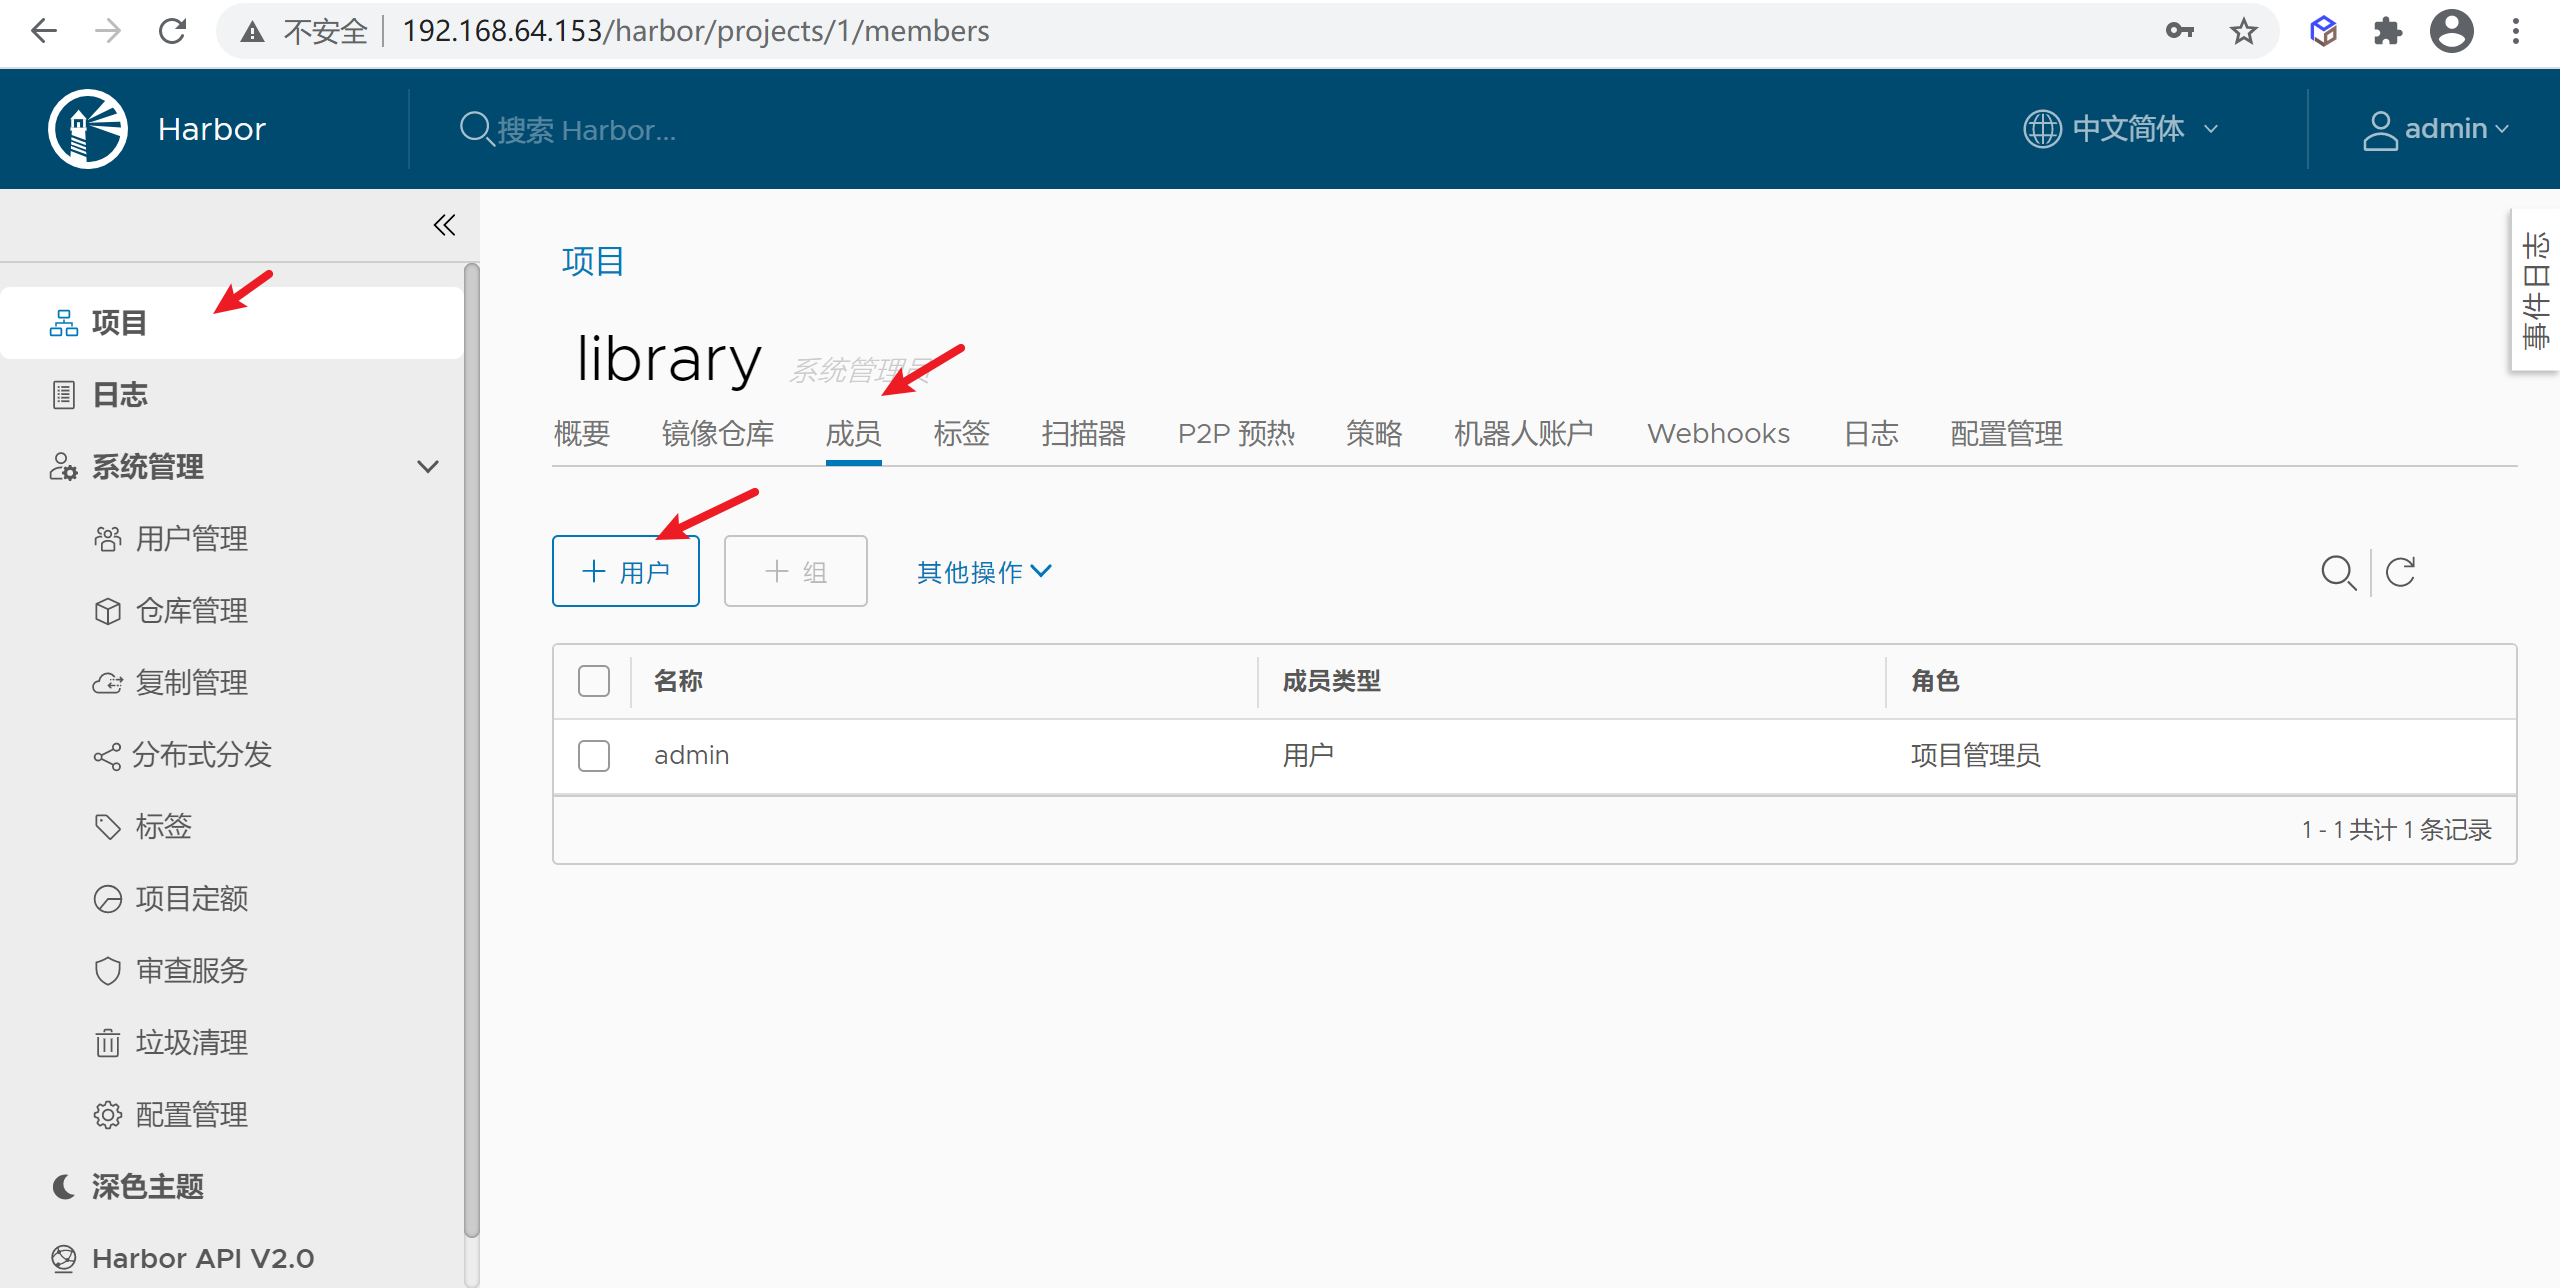 不安全 192.168.64.153/harbor/projects/1/members
Harbor 搜索 Harbor... 中文简体 admin
项目
日志
系统管理
用户管理
仓库管理
复制管理
分布式分发
标签
项目定额
审查服务
垃圾清理
配置管理
深色主题
Harbor API V2.0
项目
library 系统管理员
概要 镜像仓库 成员 标签 扫描器 P2P 预热 策略 机器人账户 Webhooks 日志 配置管理
+ 用户 + 组 其他操作
名称 成员类型 角色
admin 用户 项目管理员
1 - 1 共计 1 条记录
事件日志